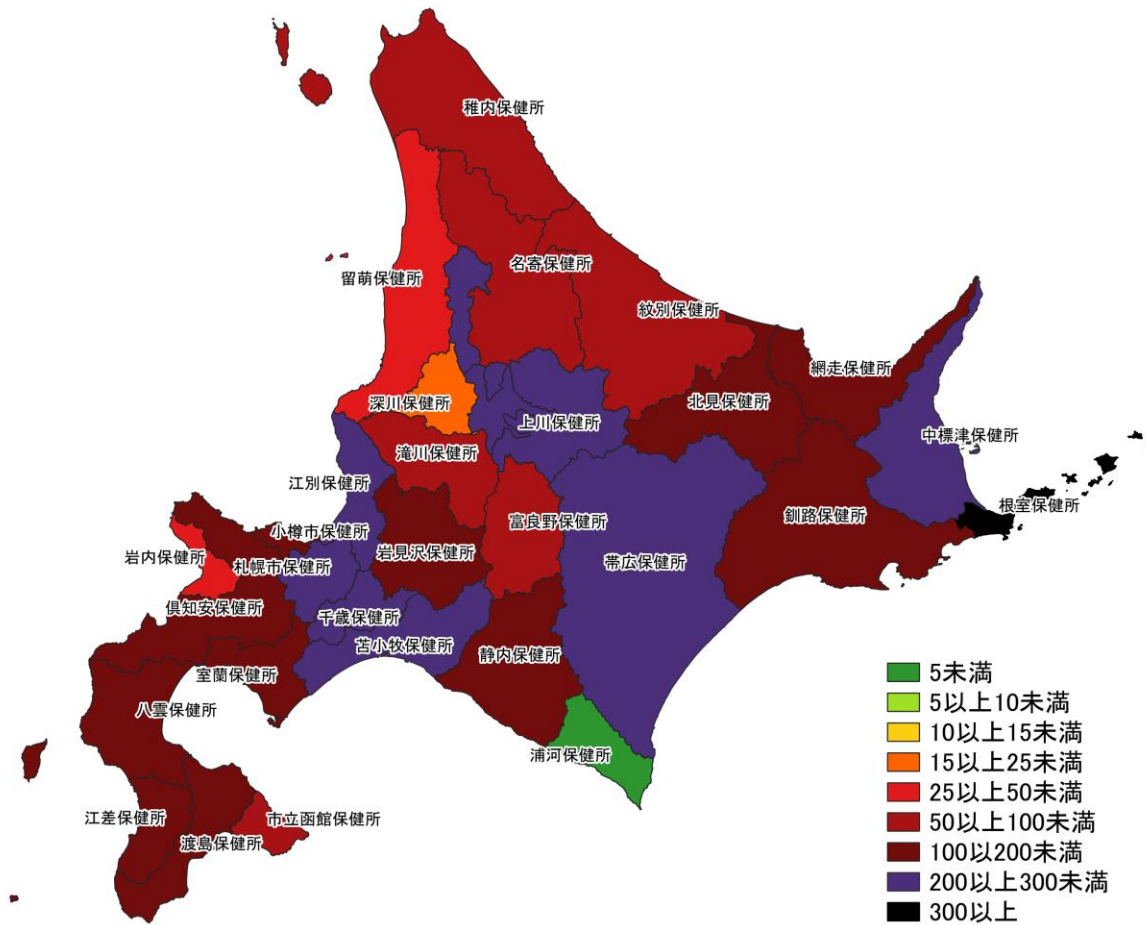 稚内保健所
名寄保健所
留萌保健所
紋別保健所
網走保健所
深川保健所
北見保健所
上川保健所
中標津保健所
滝川保健所
江別保健所
根室保健所
釧路保健所
富良野保健所
小樽市保健所
岩見沢保健所
岩内保健所
札幌市保健所
帯広保健所
倶知安保健所
千歳保健所
苫小牧保健所
静内保健所
室蘭保健所
八雲保健所
浦河保健所
江差保健所
市立函館保健所
渡島保健所
5未満
5以上10未満
10以上15未満
15以上25未満
25以上50未満
50以上100未満
100以200未満
200以上300未満
300以上